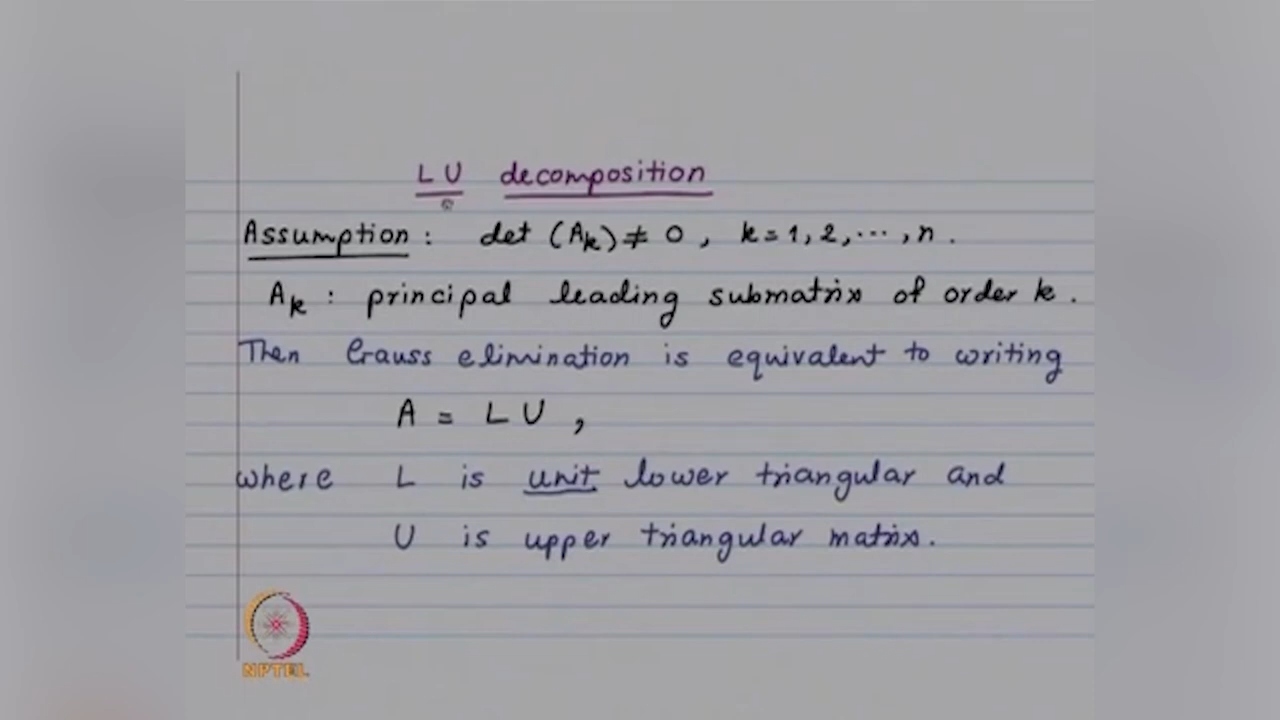 LU decomposition
Assumption : det (Ak) ≠ 0 , k = 1, 2, ⋯ , n .
Ak : principal leading submatrix of order k .
Then Gauss elimination is equivalent to writing
A = L U ,
where L is unit lower triangular and
U is upper triangular matrix.
NPTEL